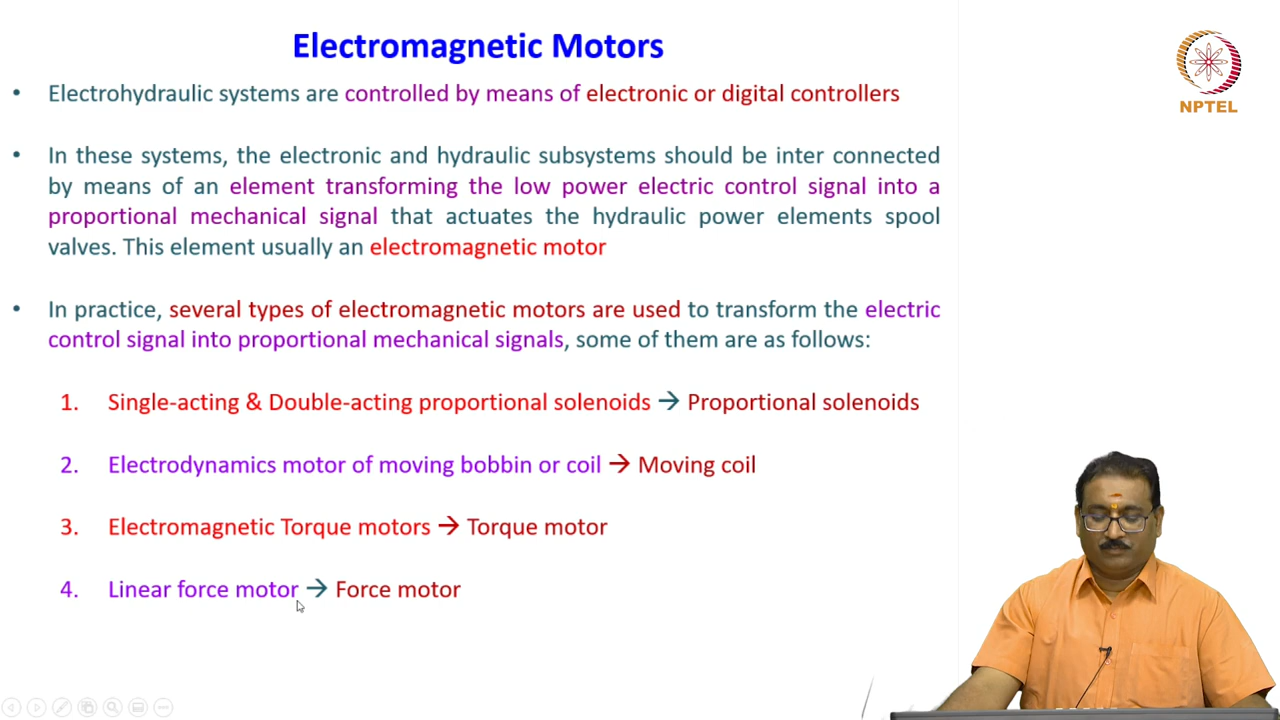 Electromagnetic Motors
• Electrohydraulic systems are controlled by means of electronic or digital controllers
• In these systems, the electronic and hydraulic subsystems should be inter connected
by means of an element transforming the low power electric control signal into a
proportional mechanical signal that actuates the hydraulic power elements spool
valves. This element usually an electromagnetic motor
• In practice, several types of electromagnetic motors are used to transform the electric
control signal into proportional mechanical signals, some of them are as follows:
1. Single-acting & Double-acting proportional solenoids → Proportional solenoids
2. Electrodynamics motor of moving bobbin or coil → Moving coil
3. Electromagnetic Torque motors → Torque motor
4. Linear force motor → Force motor
NPTEL